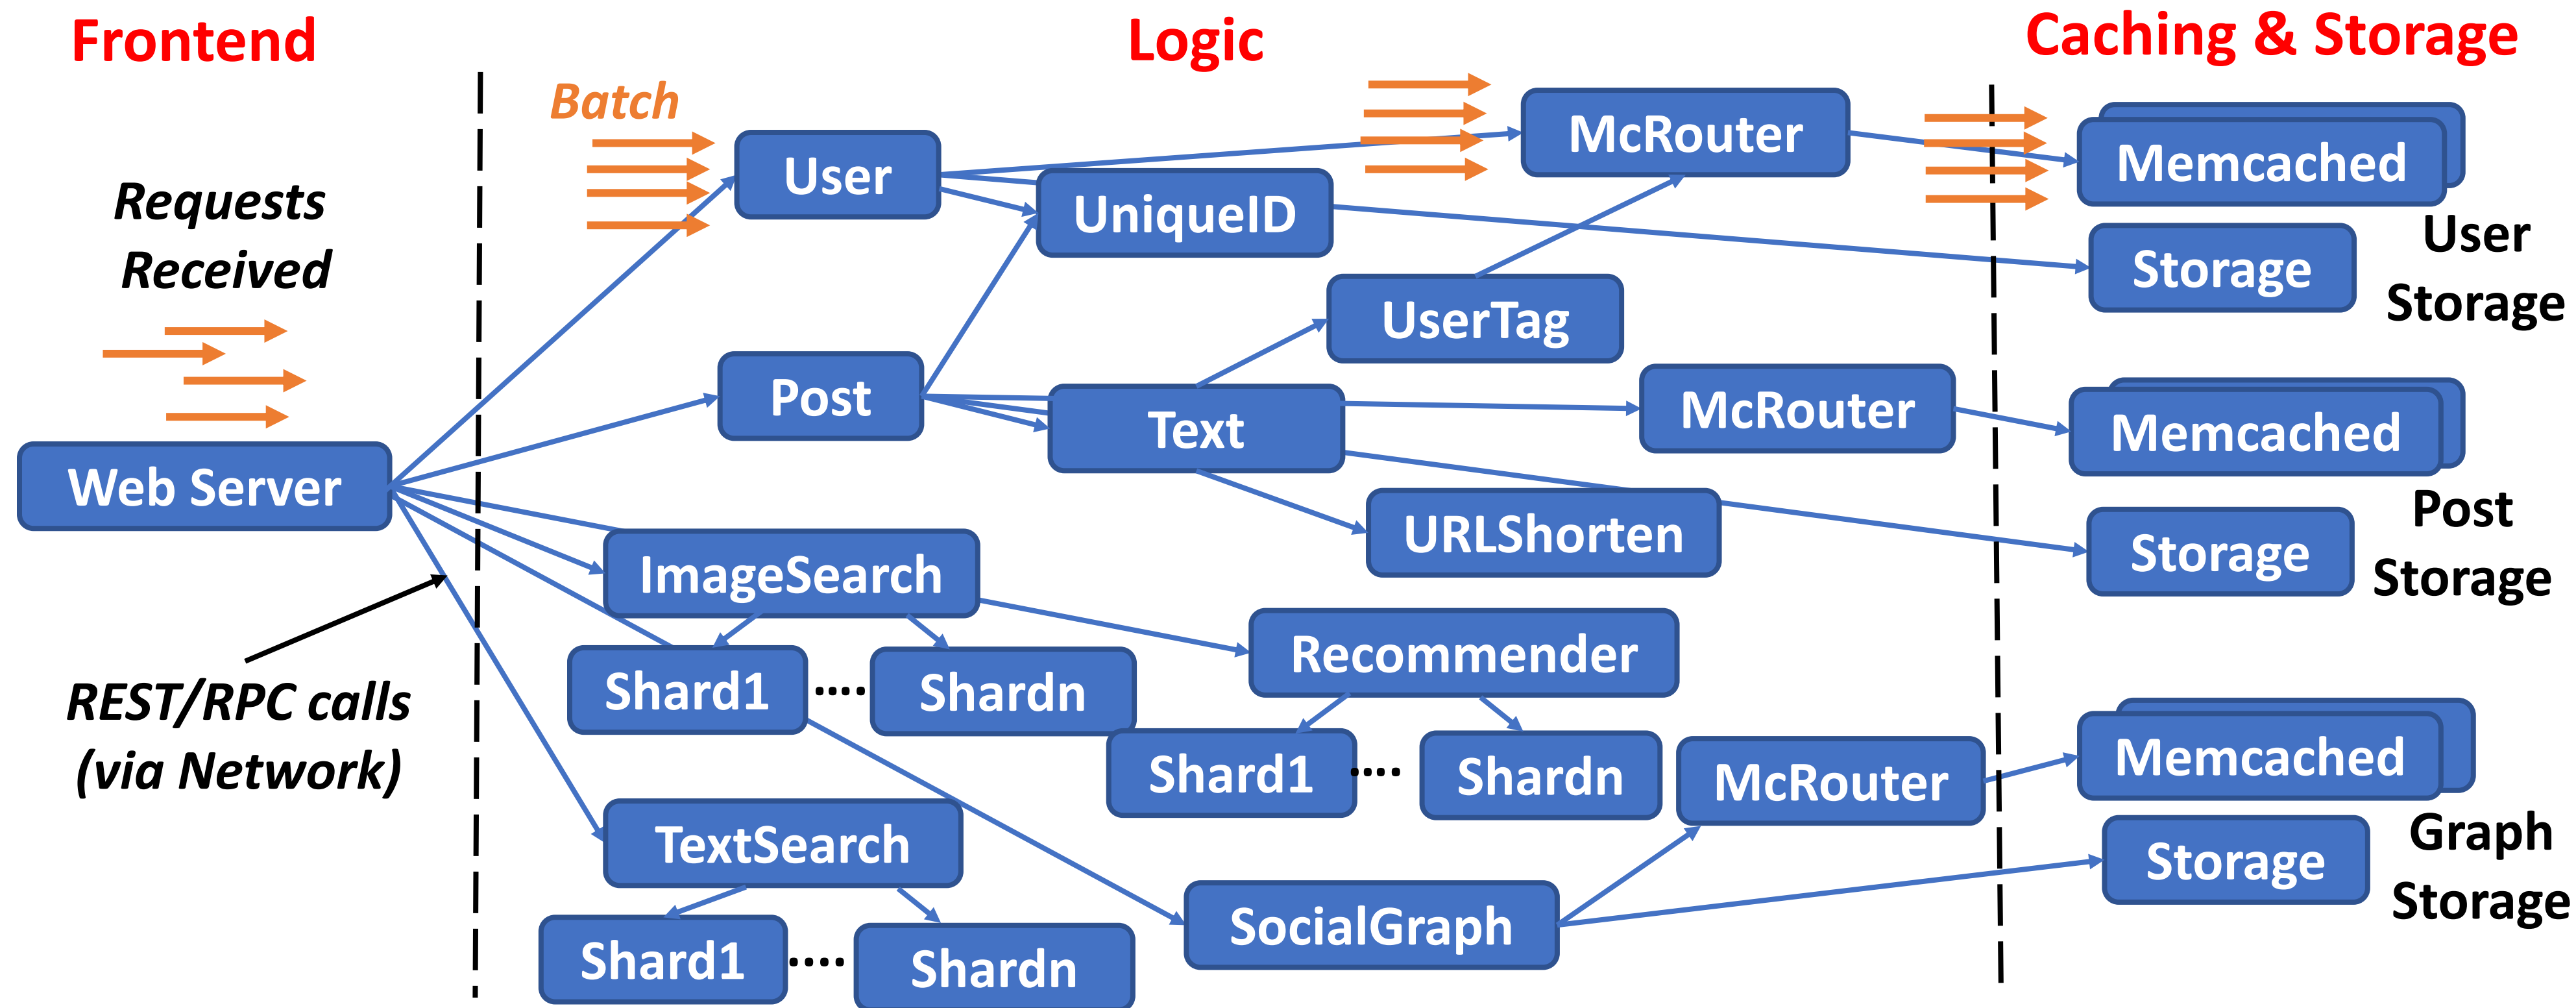 Frontend
Logic
Caching & Storage
Batch
Requests
Received
User
McRouter
Memcached
UniqueID
Storage
User
Storage
UserTag
Post
Text
McRouter
Memcached
Web Server
URLShorten
Storage
Post
Storage
ImageSearch
Recommender
Shard1
....
Shardn
REST/RPC calls
(via Network)
Shard1
....
Shardn
McRouter
Memcached
TextSearch
Storage
Graph
Storage
SocialGraph
Shard1
....
Shardn